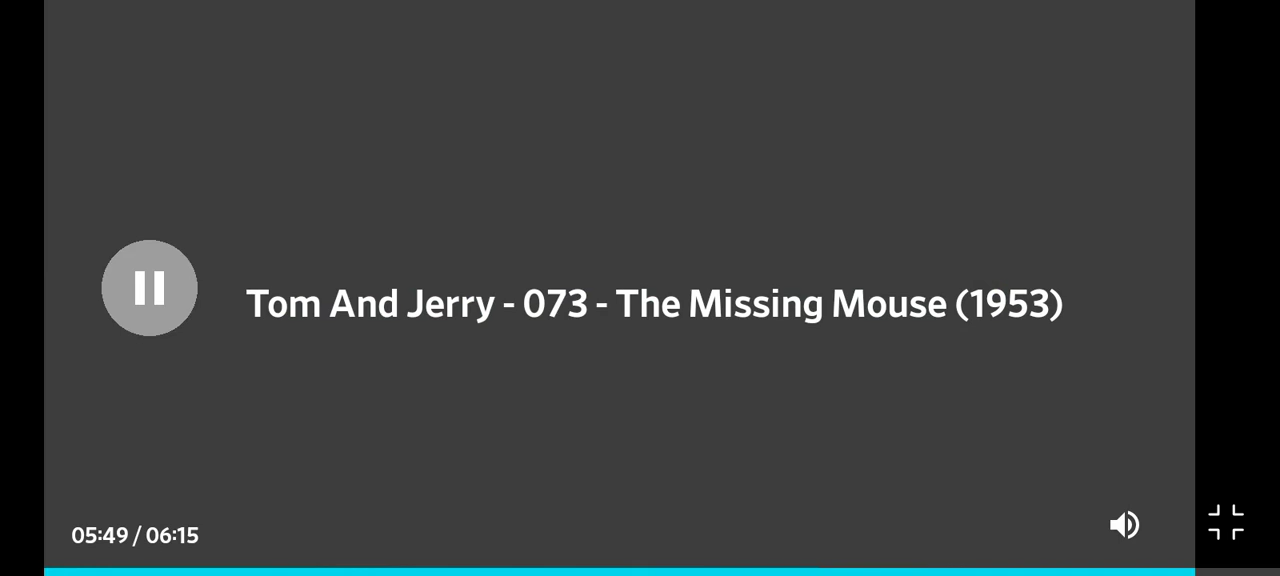 Tom And Jerry - 073 - The Missing Mouse (1953)
05:49 / 06:15